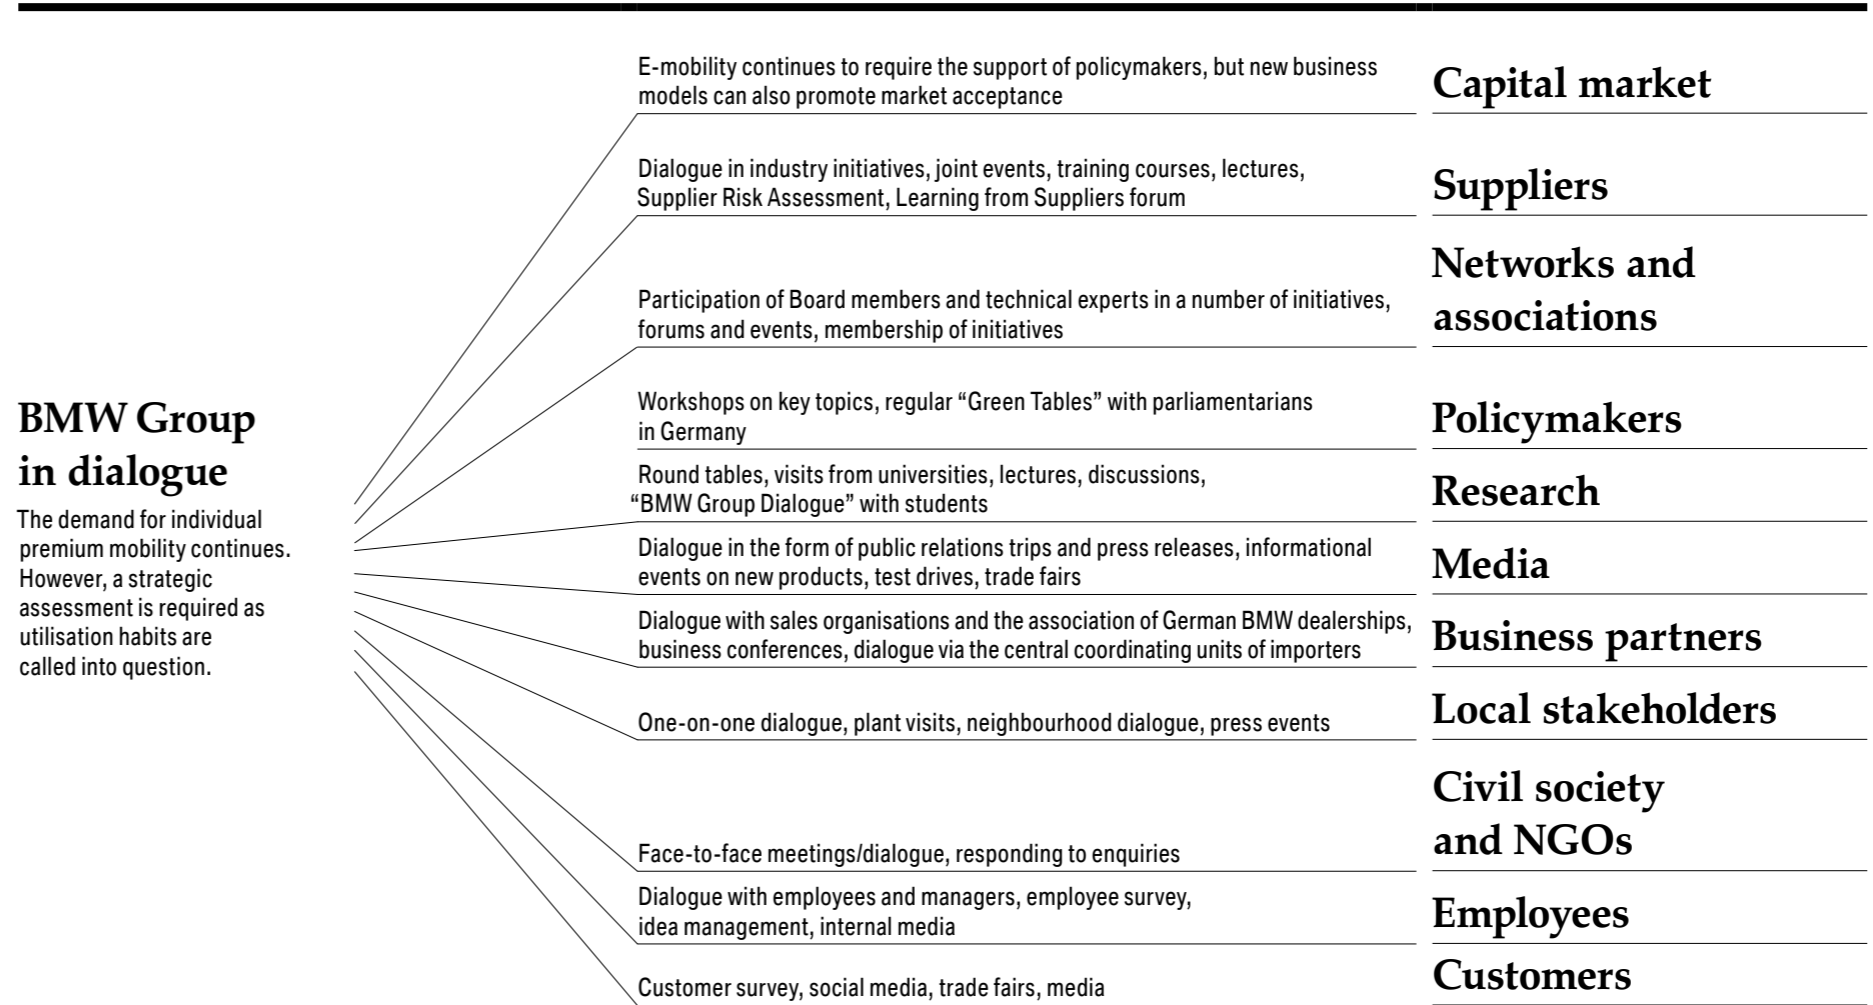 BMW Group
in dialogue
The demand for individual
premium mobility continues.
However, a strategic
assessment is required as
utilisation habits are
called into question.
E-mobility continues to require the support of policymakers, but new business
models can also promote market acceptance
Capital market
Dialogue in industry initiatives, joint events, training courses, lectures,
Supplier Risk Assessment, Learning from Suppliers forum
Suppliers
Participation of Board members and technical experts in a number of initiatives,
forums and events, membership of initiatives
Networks and
associations
Workshops on key topics, regular “Green Tables” with parliamentarians
in Germany
Policymakers
Round tables, visits from universities, lectures, discussions,
“BMW Group Dialogue” with students
Research
Dialogue in the form of public relations trips and press releases, informational
events on new products, test drives, trade fairs
Media
Dialogue with sales organisations and the association of German BMW dealerships,
business conferences, dialogue via the central coordinating units of importers
Business partners
One-on-one dialogue, plant visits, neighbourhood dialogue, press events
Local stakeholders
Face-to-face meetings/dialogue, responding to enquiries
Civil society
and NGOs
Dialogue with employees and managers, employee survey,
idea management, internal media
Employees
Customer survey, social media, trade fairs, media
Customers